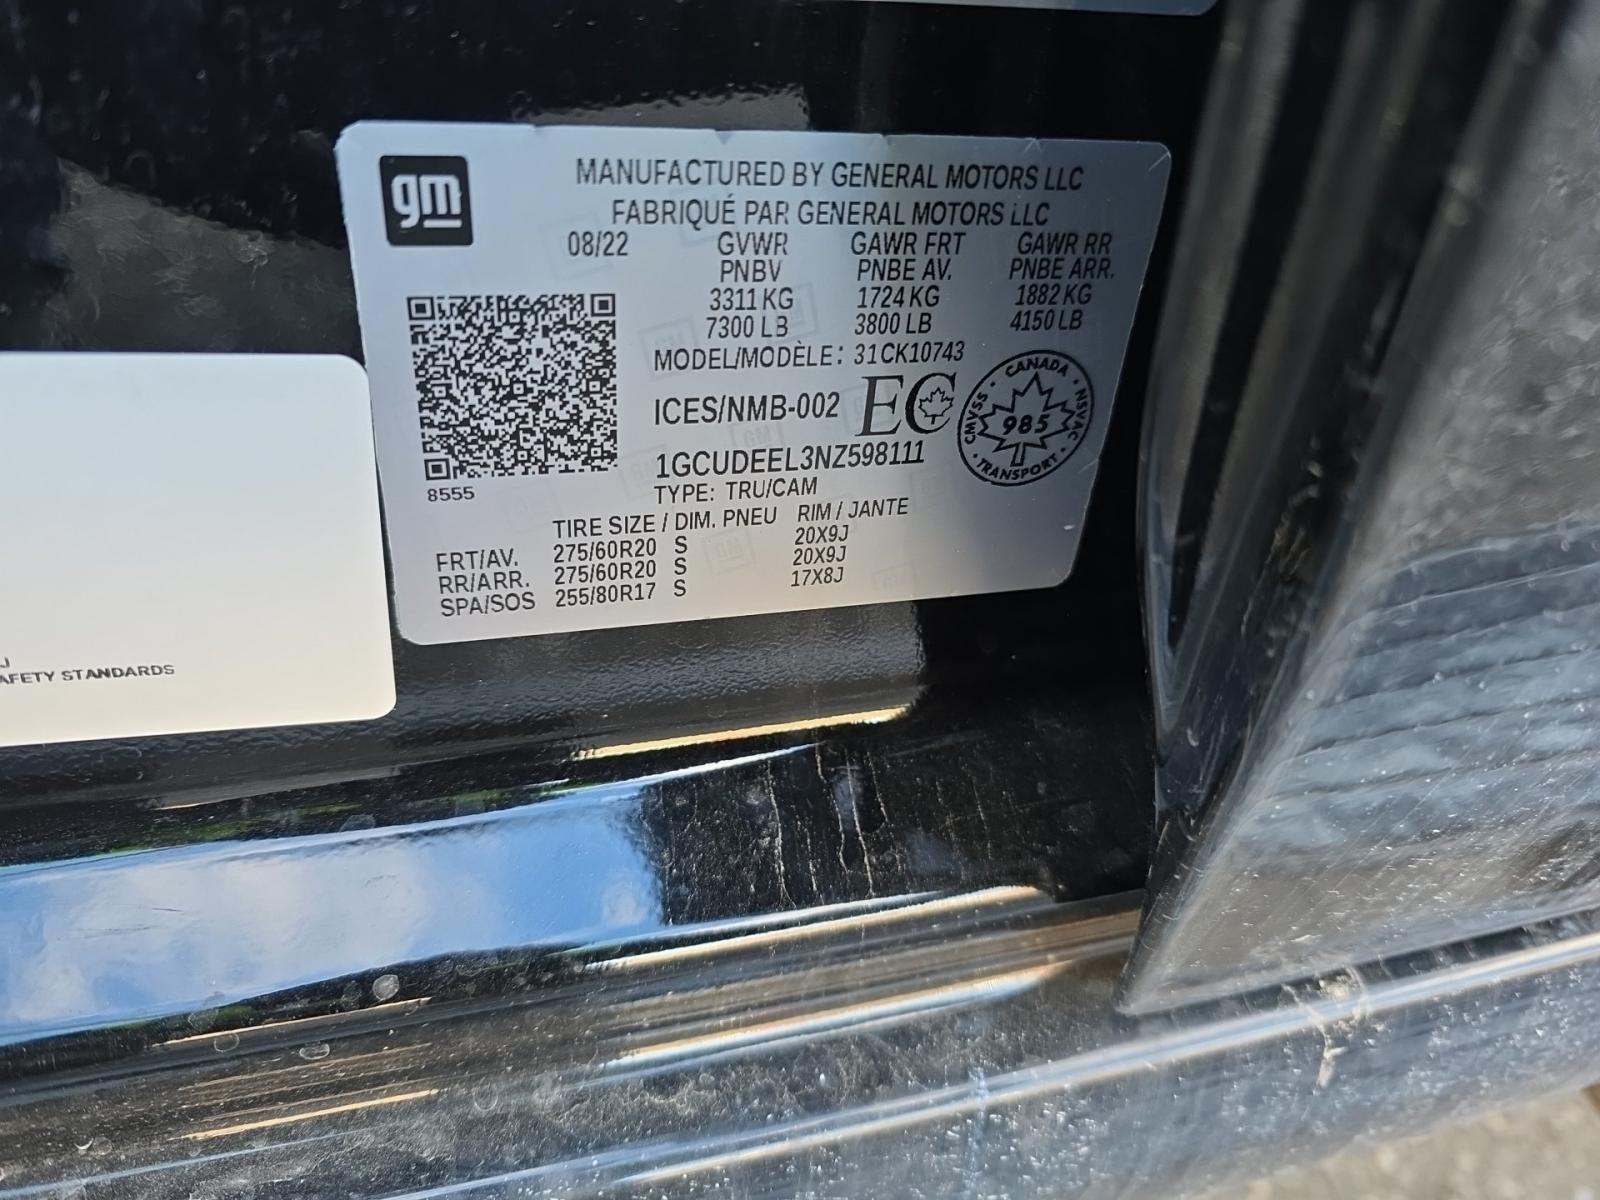 gm
MANUFACTURED BY GENERAL MOTORS LLC
FABRIQUÉ PAR GENERAL MOTORS LLC
08/22 GVWR GAWR FRT GAWR RR
PNBV PNBE AV. PNBE ARR.
3311 KG 1724 KG 1882 KG
7300 LB 3800 LB 4150 LB
MODEL/MODÈLE: 31CK10743
ICES/NMB-002 EC
CANADA
CMVSS 985 NSVAC
TRANSPORT
1GCUDEEL3NZ598111
8555
TYPE: TRU/CAM
TIRE SIZE / DIM. PNEU RIM / JANTE
FRT/AV. 275/60R20 S 20X9J
RR/ARR. 275/60R20 S 20X9J
SPA/SOS 255/80R17 S 17X8J
J
AFETY STANDARDS